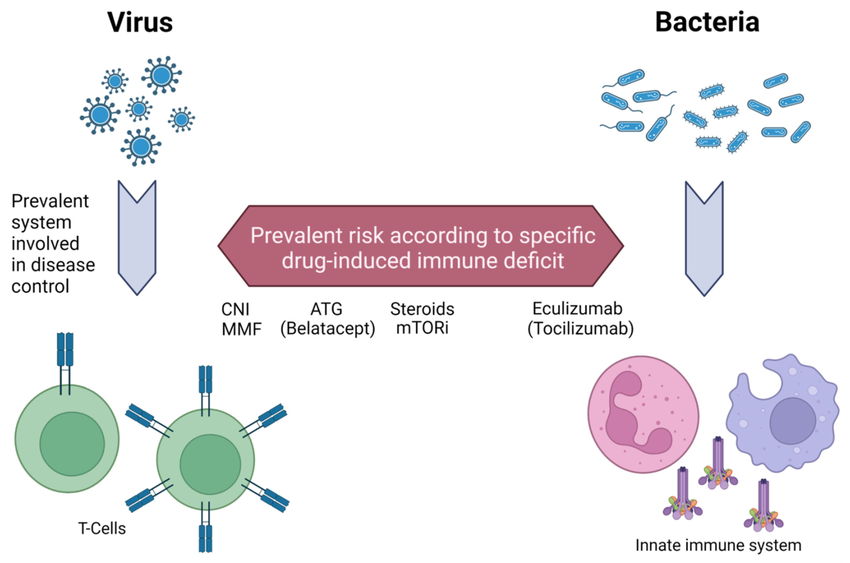 Virus
Bacteria
Prevalent
system
involved
in disease
control
Prevalent risk according to specific
drug-induced immune deficit
CNI
MMF
ATG
(Belatacept)
Steroids
mTORi
Eculizumab
(Tocilizumab)
T-Cells
Innate immune system